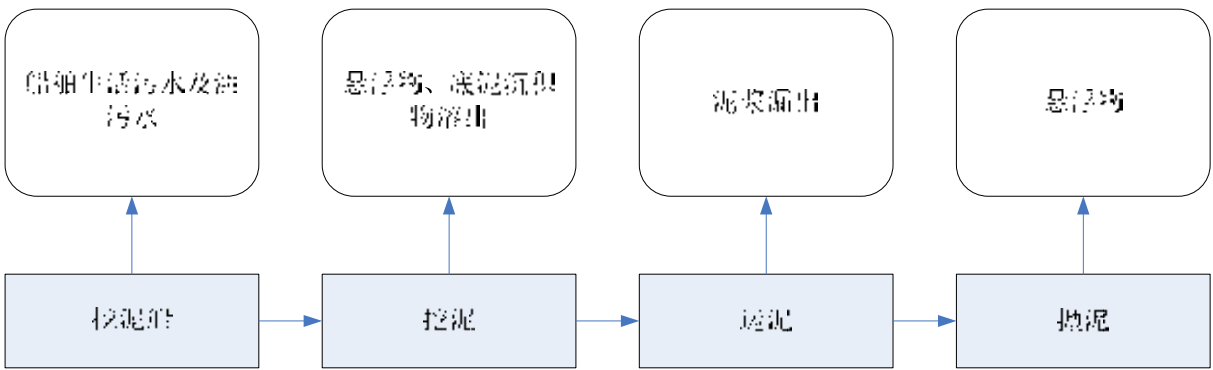 船舶生活污水及油
污水
悬浮物、底泥沉积
物溶出
泥浆漏出
悬浮物
挖泥船
挖泥
运泥
抛泥